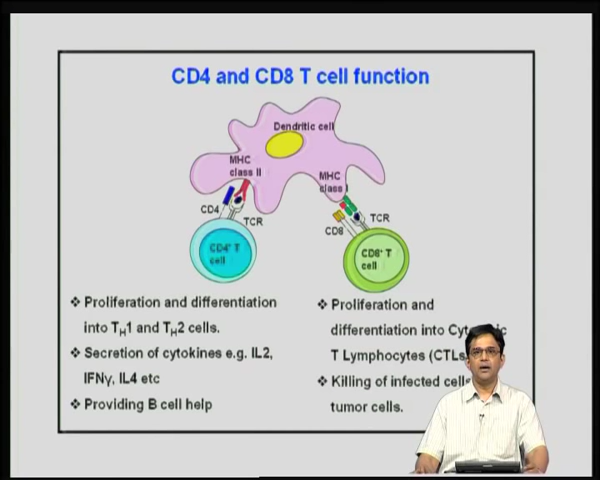 CD4 and CD8 T cell function
Dendritic cell
MHC
class II
MHC
class
CD4
TCR
TCR
CD8
CD4+ T
cell
CD8+ T
cell
❖ Proliferation and differentiation
into TH1 and TH2 cells.
❖ Secretion of cytokines e.g. IL2,
IFNγ, IL4 etc
❖ Providing B cell help
❖ Proliferation and
differentiation into
T Lymphocytes (CTLs
❖ Killing of infected
tumor cells.